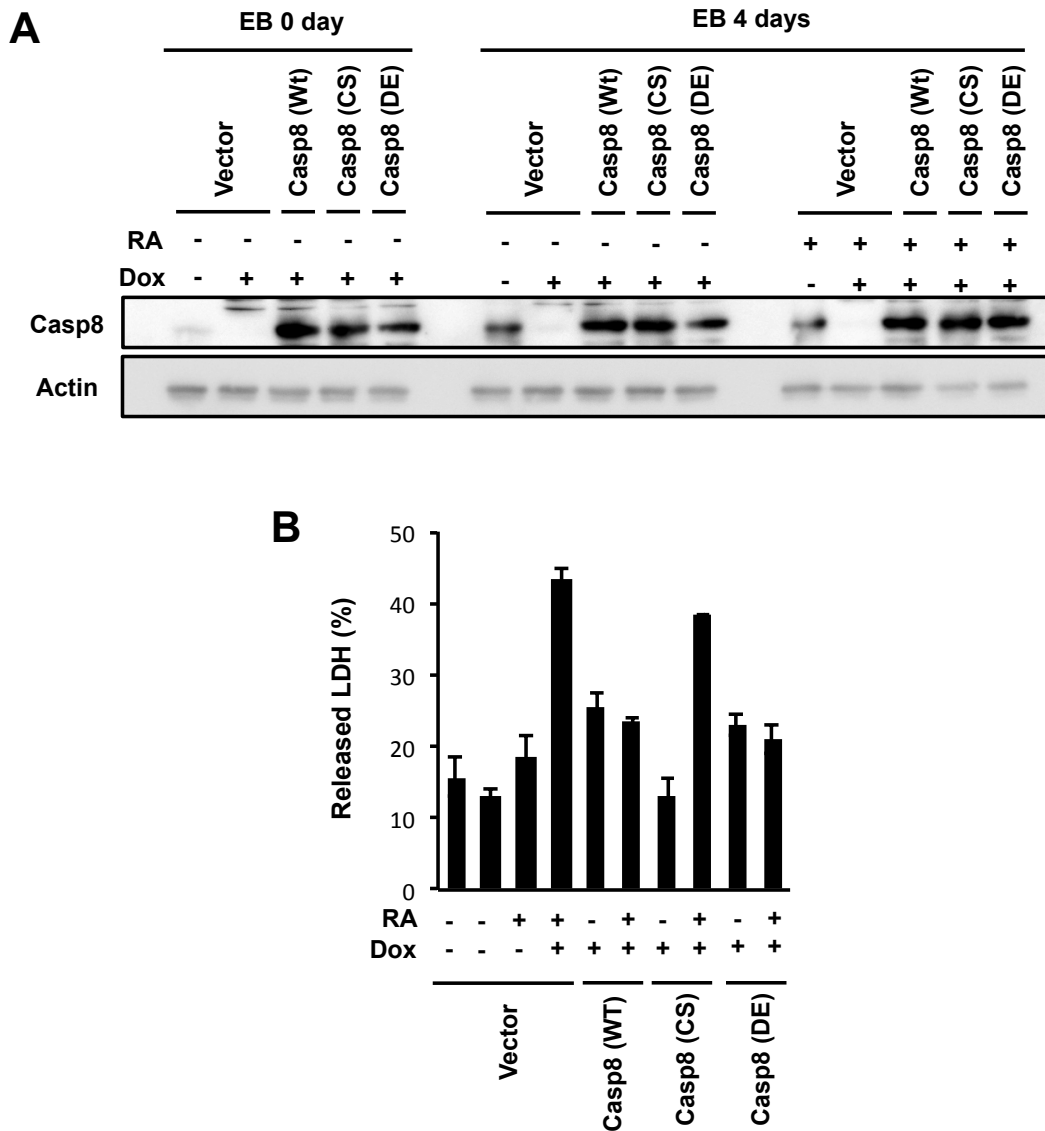 A
EB 0 day
EB 4 days
Vector
Casp8 (Wt)
Casp8 (CS)
Casp8 (DE)
Vector
Casp8 (Wt)
Casp8 (CS)
Casp8 (DE)
Vector
Casp8 (Wt)
Casp8 (CS)
Casp8 (DE)
RA - - - - - - - - - - + + + + +
Dox - + + + + - + + + + - + + + +
Casp8
Actin
B
Released LDH (%)
50
40
30
20
10
0
RA - - + + - + - + - +
Dox - - - + + + + + + +
Vector
Casp8 (WT)
Casp8 (CS)
Casp8 (DE)